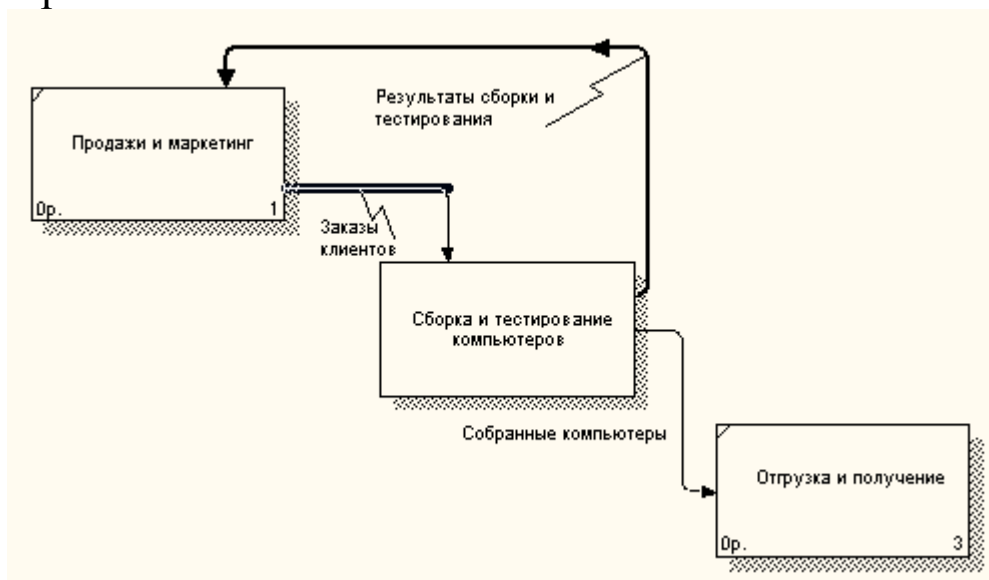 Результаты сборки и
тестирования
Продажи и маркетинг
0р.
1
Заказы
клиентов
Сборка и тестирование
компьютеров
Собранные компьютеры
Отгрузка и получение
0р.
3